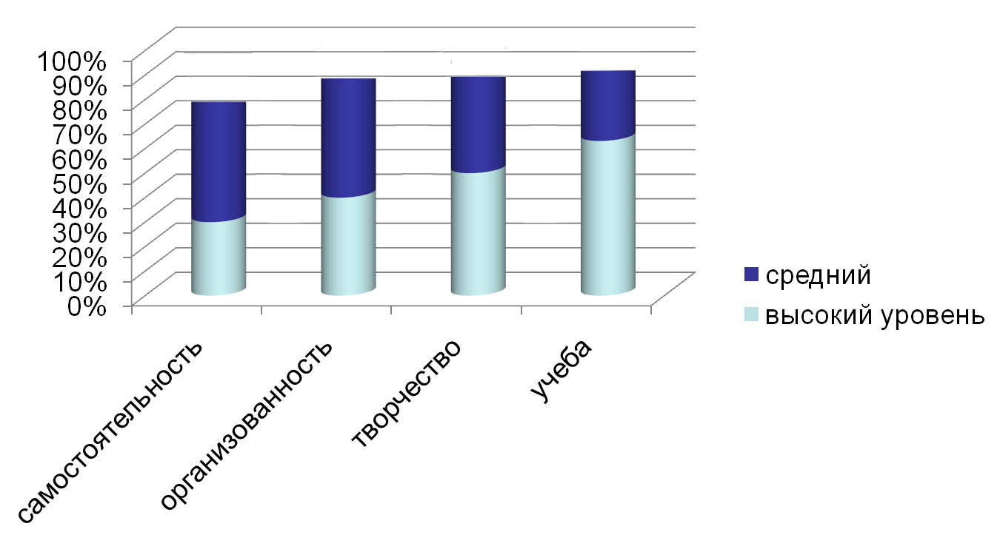 100%
90%
80%
70%
60%
50%
40%
30%
20%
10%
0%
самостоятельность
организованность
творчество
учеба
средний
высокий уровень